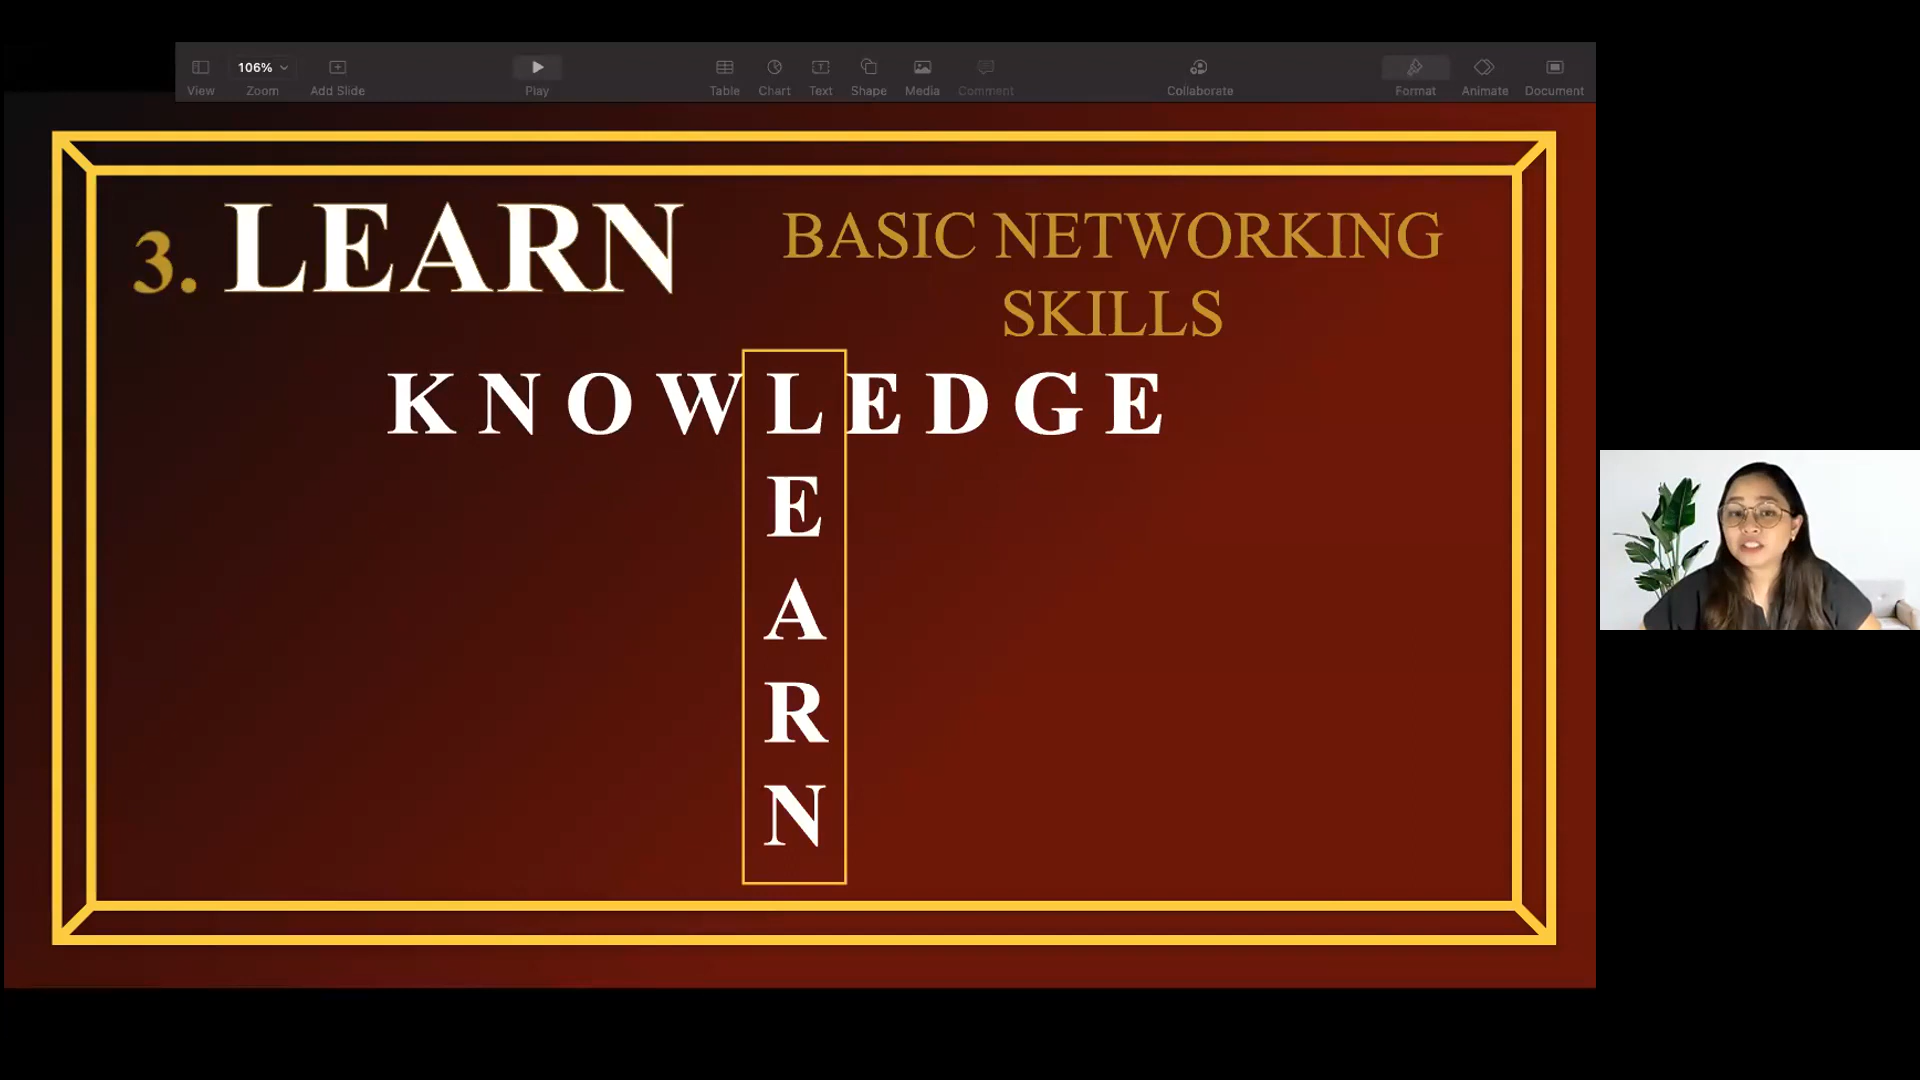 106%
View
Zoom
Add Slide
Play
Table
Chart
Text
Shape
Media
Comment
Collaborate
Format
Animate
Document
3. LEARN
BASIC NETWORKING
SKILLS
KNOWLEDGE
L
E
A
R
N